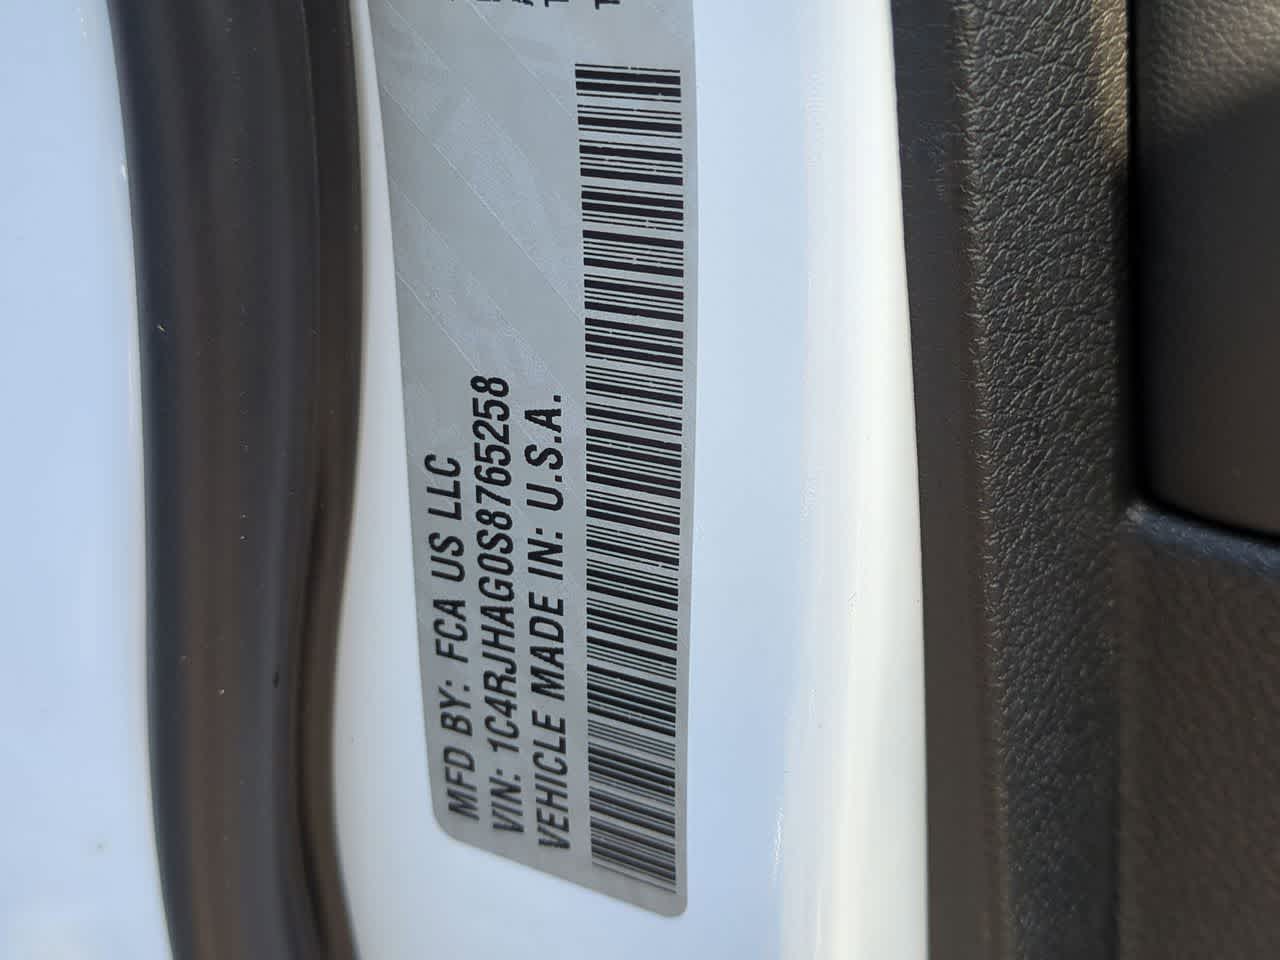 MFD BY: FCA US LLC
VIN: 1C4RJHAG0S8765258
VEHICLE MADE IN: U.S.A.